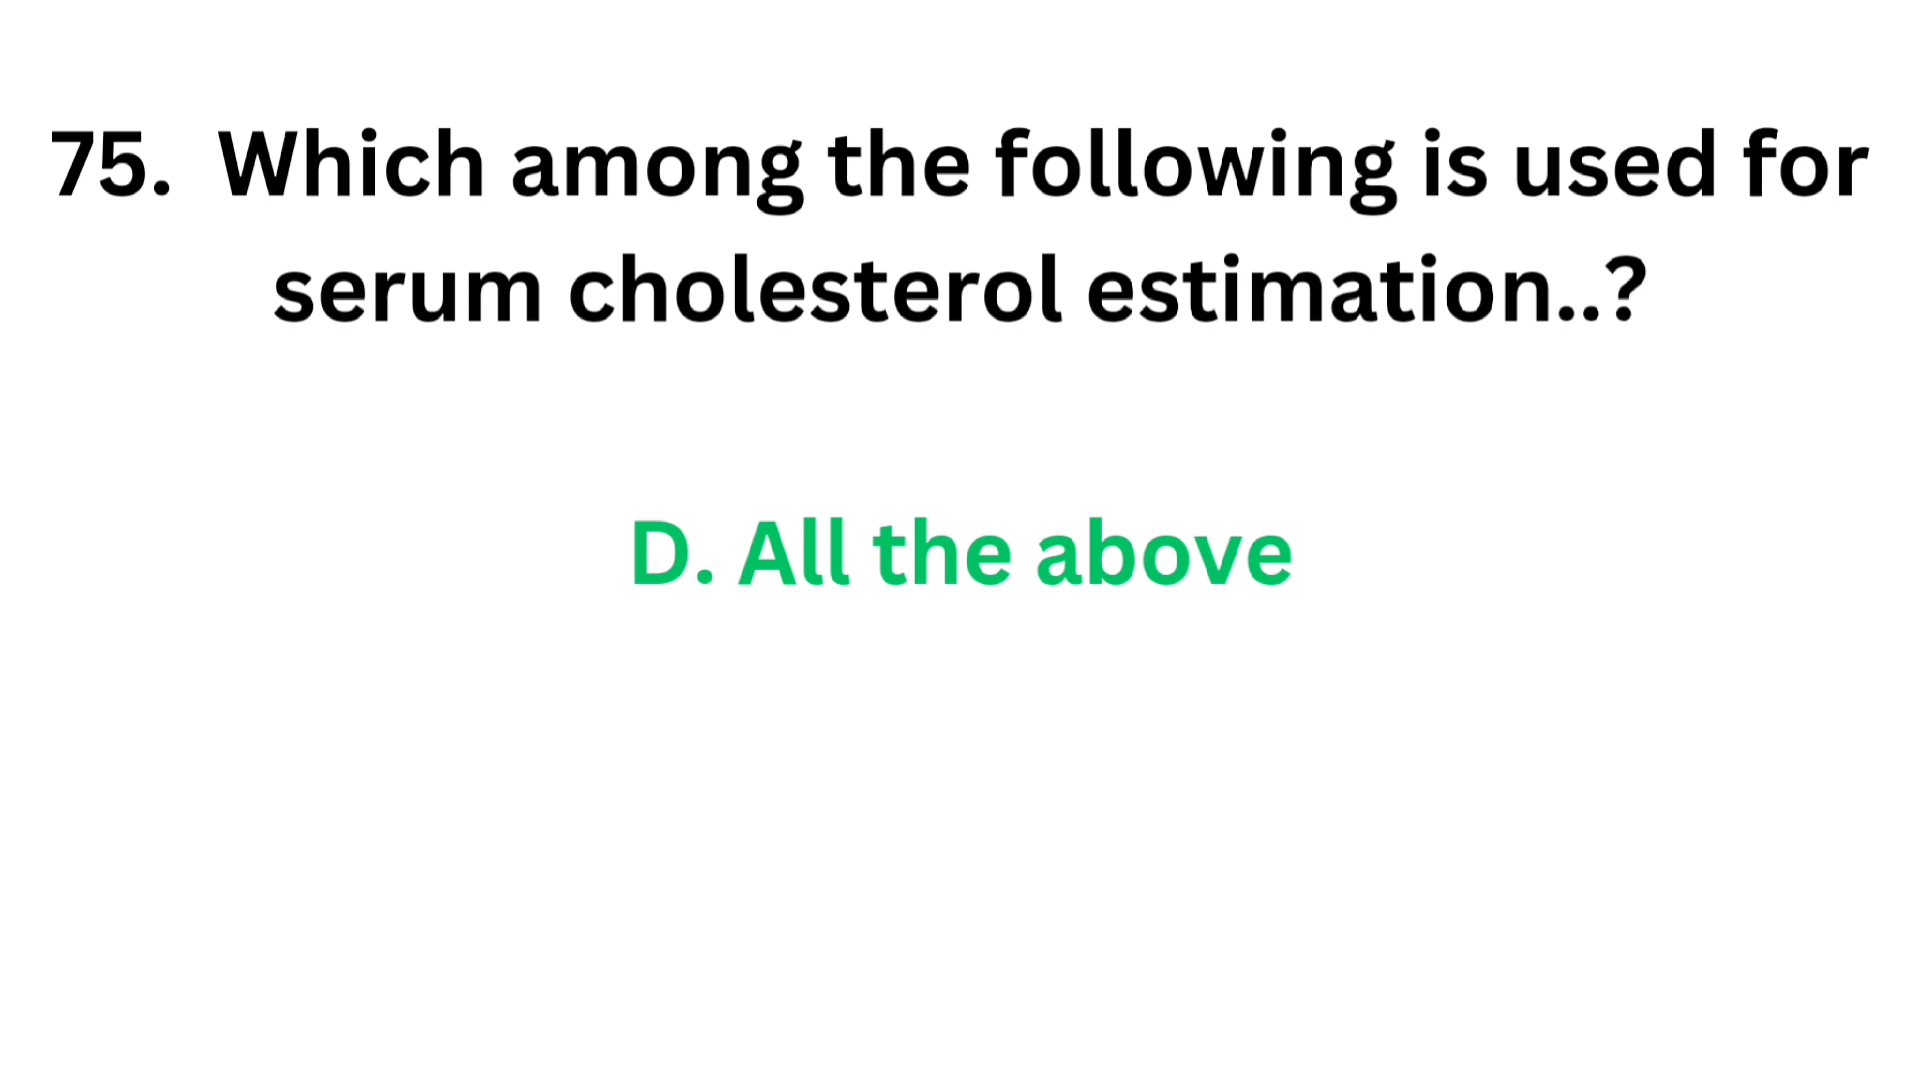 75. Which among the following is used for
serum cholesterol estimation..?
D. All the above